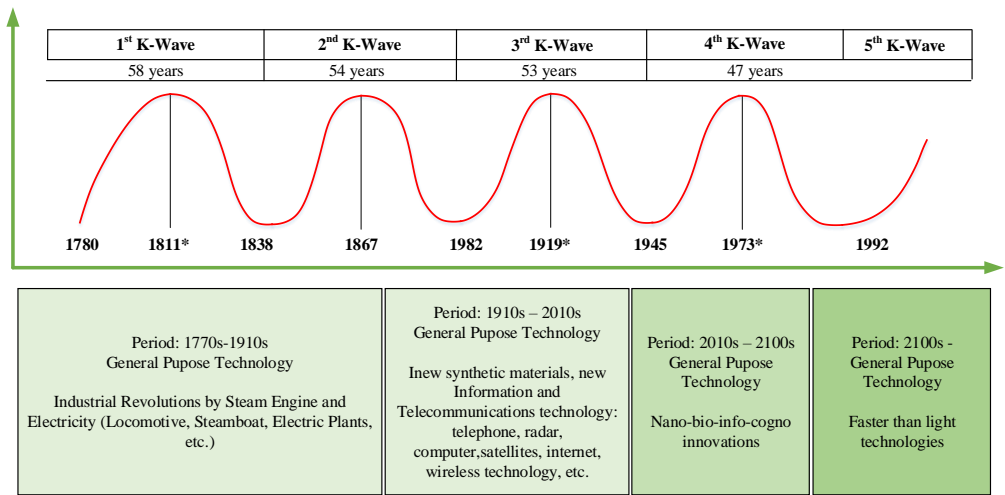 1st K-Wave
2nd K-Wave
3rd K-Wave
4th K-Wave
5th K-Wave
58 years
54 years
53 years
47 years
1780
1811*
1838
1867
1982
1919*
1945
1973*
1992
Period: 1770s-1910s
General Pupose Technology
Industrial Revolutions by Steam Engine and
Electricity (Locomotive, Steamboat, Electric Plants,
etc.)
Period: 1910s – 2010s
General Pupose Technology
Inew synthetic materials, new
Information and
Telecommunications technology:
telephone, radar,
computer,satellites, internet,
wireless technology, etc.
Period: 2010s – 2100s
General Pupose
Technology
Nano-bio-info-cogno
innovations
Period: 2100s -
General Pupose
Technology
Faster than light
technologies